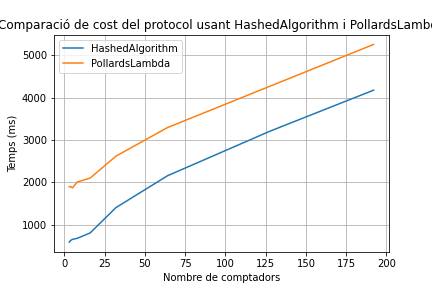 Comparació de cost del protocol usant HashedAlgorithm i PollardsLambd
HashedAlgorithm
PollardsLambda
5000
4000
3000
2000
1000
Temps (ms)
0 25 50 75 100 125 150 175 200
Nombre de comptadors